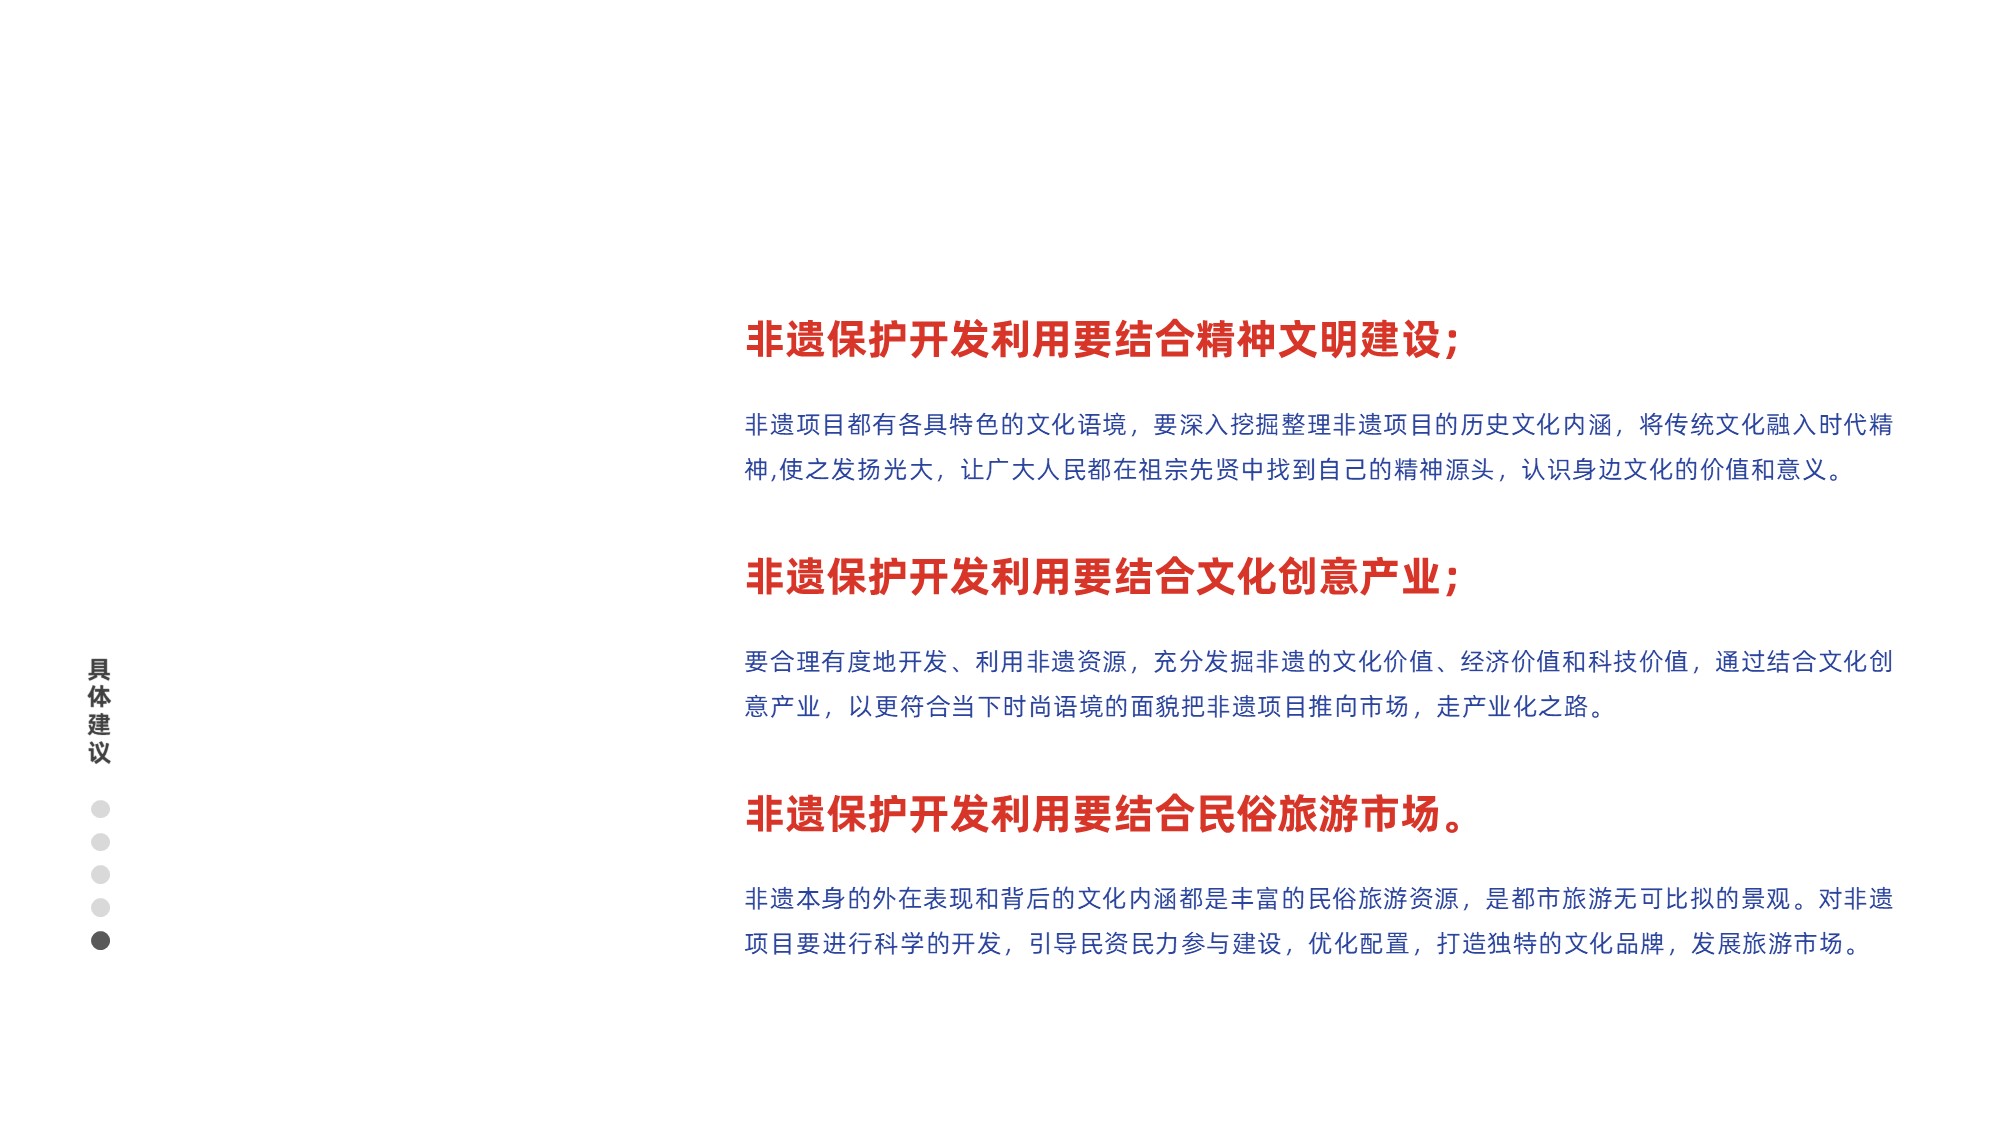 非遗保护开发利用要结合精神文明建设；
非遗项目都有各具特色的文化语境，要深入挖掘整理非遗项目的历史文化内涵，将传统文化融入时代精
神,使之发扬光大，让广大人民都在祖宗先贤中找到自己的精神源头，认识身边文化的价值和意义。
非遗保护开发利用要结合文化创意产业；
要合理有度地开发、利用非遗资源，充分发掘非遗的文化价值、经济价值和科技价值，通过结合文化创
意产业，以更符合当下时尚语境的面貌把非遗项目推向市场，走产业化之路。
非遗保护开发利用要结合民俗旅游市场。
非遗本身的外在表现和背后的文化内涵都是丰富的民俗旅游资源，是都市旅游无可比拟的景观。对非遗
项目要进行科学的开发，引导民资民力参与建设，优化配置，打造独特的文化品牌，发展旅游市场。
具体建议